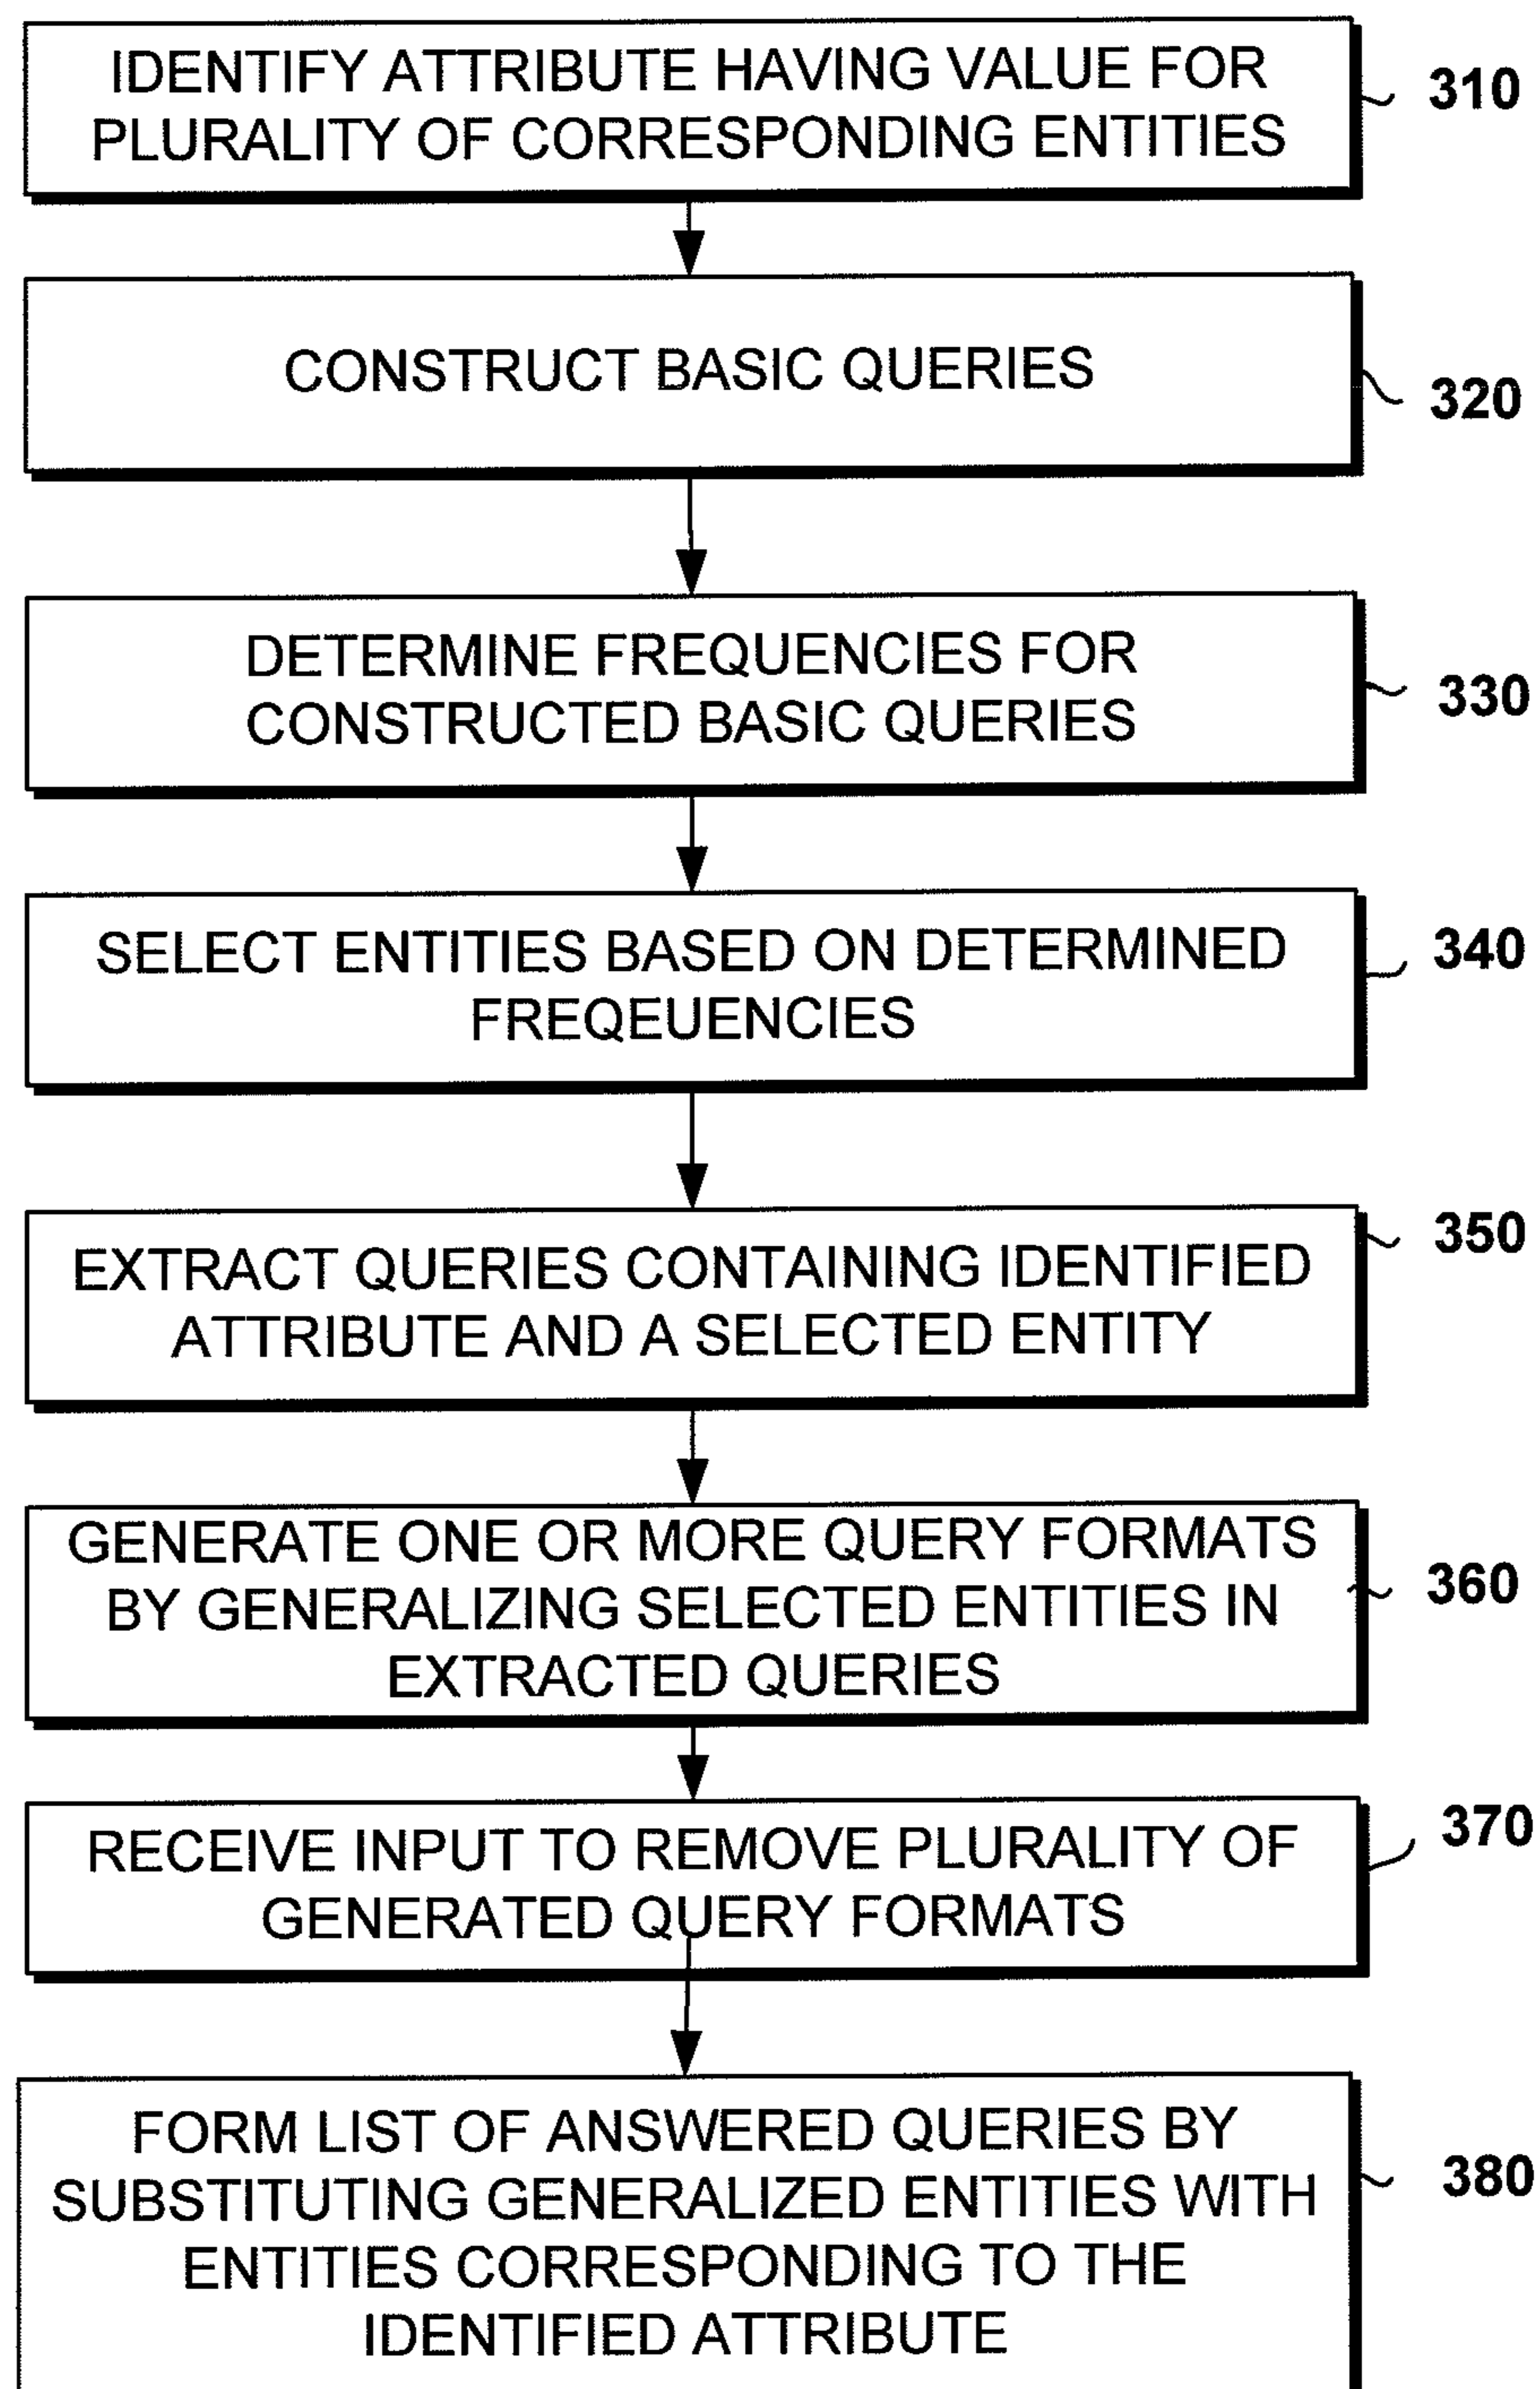 IDENTIFY ATTRIBUTE HAVING VALUE FOR
PLURALITY OF CORRESPONDING ENTITIES
310
CONSTRUCT BASIC QUERIES
320
DETERMINE FREQUENCIES FOR
CONSTRUCTED BASIC QUERIES
330
SELECT ENTITIES BASED ON DETERMINED
FREQEUENCIES
340
EXTRACT QUERIES CONTAINING IDENTIFIED
ATTRIBUTE AND A SELECTED ENTITY
350
GENERATE ONE OR MORE QUERY FORMATS
BY GENERALIZING SELECTED ENTITIES IN
EXTRACTED QUERIES
360
RECEIVE INPUT TO REMOVE PLURALITY OF
GENERATED QUERY FORMATS
370
FORM LIST OF ANSWERED QUERIES BY
SUBSTITUTING GENERALIZED ENTITIES WITH
ENTITIES CORRESPONDING TO THE
IDENTIFIED ATTRIBUTE
380